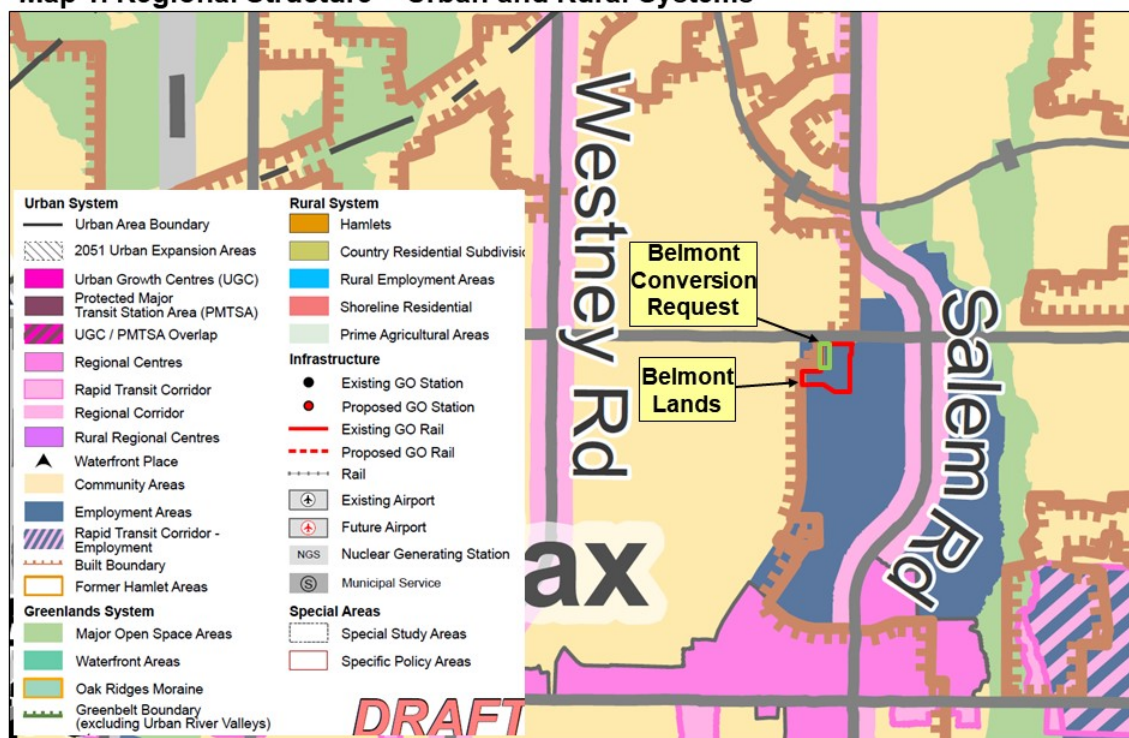 Map 1: Regional Structure – Urban and Rural Systems
Westney Rd
Salem Rd
Belmont
Conversion
Request
Belmont
Lands
ax
DRAFT
Urban System
Urban Area Boundary
2051 Urban Expansion Areas
Urban Growth Centres (UGC)
Protected Major
Transit Station Area (PMTSA)
UGC / PMTSA Overlap
Regional Centres
Rapid Transit Corridor
Regional Corridor
Rural Regional Centres
Waterfront Place
Community Areas
Employment Areas
Rapid Transit Corridor -
Employment
Built Boundary
Former Hamlet Areas
Greenlands System
Major Open Space Areas
Waterfront Areas
Oak Ridges Moraine
Greenbelt Boundary
(excluding Urban River Valleys)
Rural System
Hamlets
Country Residential Subdivisi
Rural Employment Areas
Shoreline Residential
Prime Agricultural Areas
Infrastructure
Existing GO Station
Proposed GO Station
Existing GO Rail
Proposed GO Rail
Rail
Existing Airport
Future Airport
NGS Nuclear Generating Station
S Municipal Service
Special Areas
Special Study Areas
Specific Policy Areas